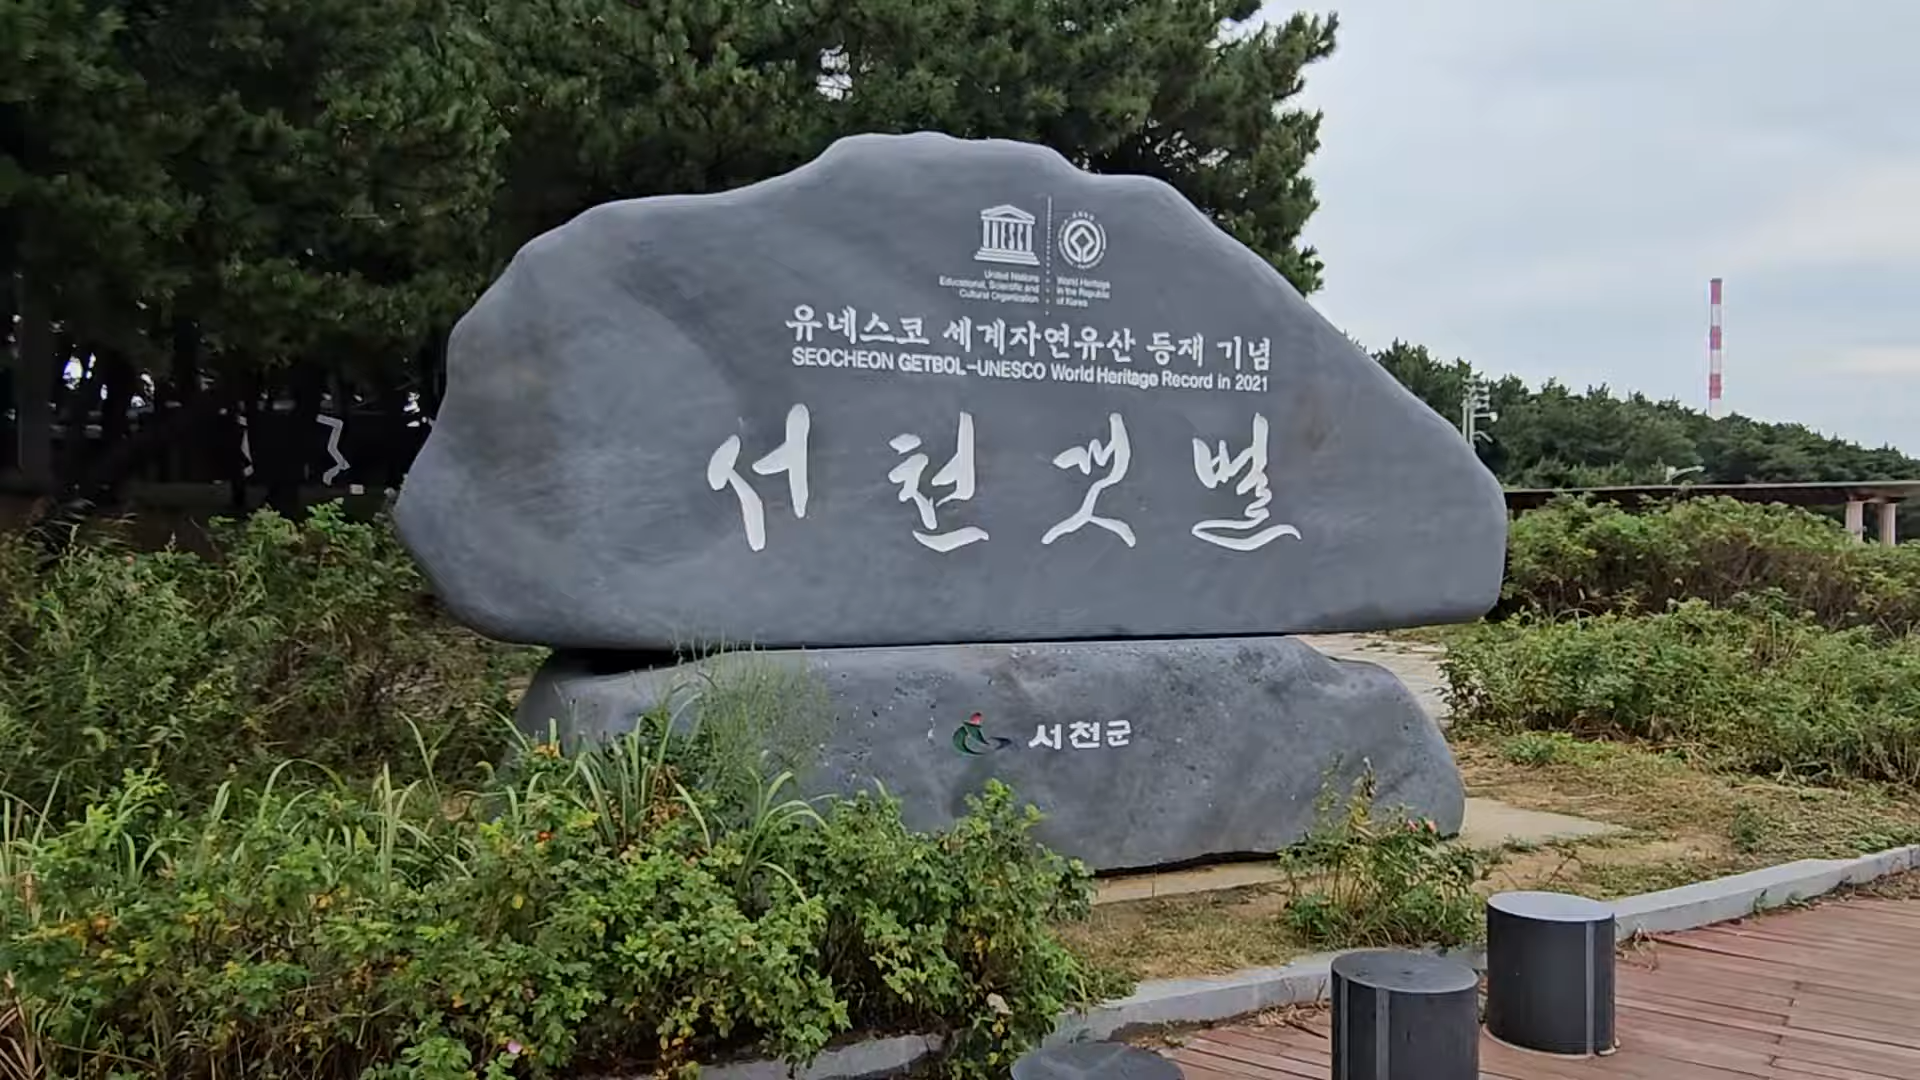 United Nations
Educational, Scientific and
Cultural Organization
World Heritage
in the Republic
of Korea
유네스코 세계자연유산 등재 기념
SEOCHEON GETBOL-UNESCO World Heritage Record in 2021
서천갯벌
서천군